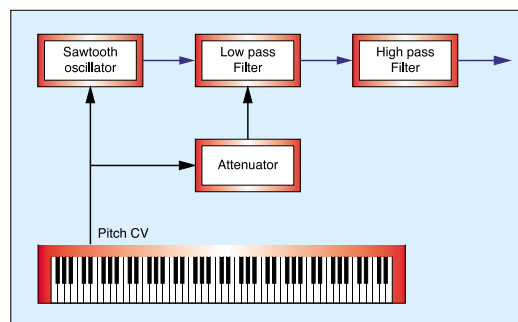 Sawtooth
oscillator
Low pass
Filter
High pass
Filter
Attenuator
Pitch CV